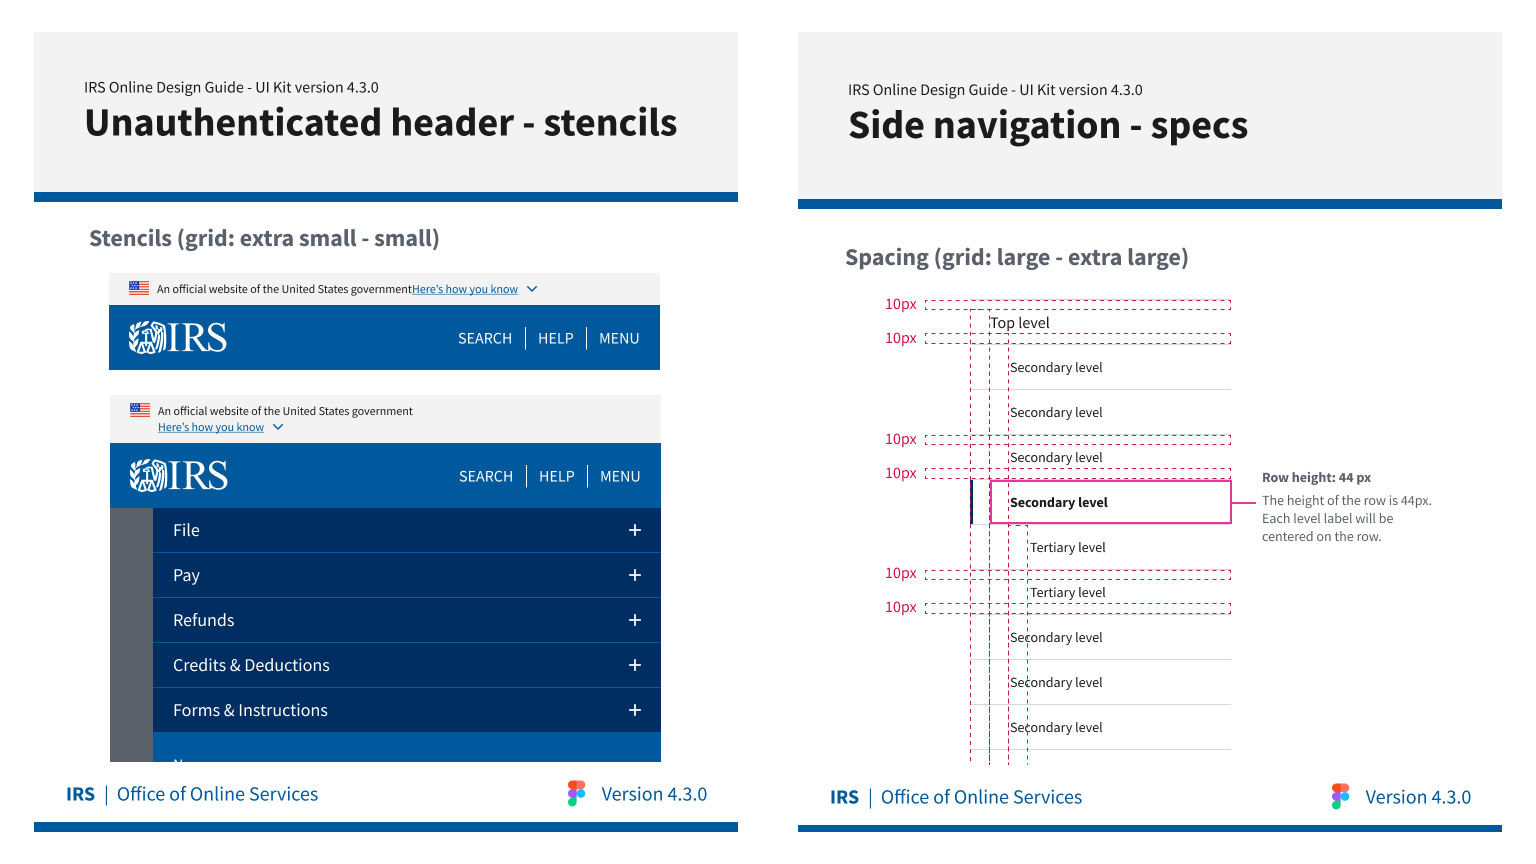 IRS Online Design Guide - UI Kit version 4.3.0
Unauthenticated header - stencils
Stencils (grid: extra small - small)
An official website of the United States governmentHere's how you know
IRS
SEARCH
HELP
MENU
An official website of the United States government
Here's how you know
IRS
SEARCH
HELP
MENU
File
Pay
Refunds
Credits & Deductions
Forms & Instructions
IRS | Office of Online Services
Version 4.3.0
IRS Online Design Guide - UI Kit version 4.3.0
Side navigation - specs
Spacing (grid: large - extra large)
10px
Top level
10px
Secondary level
Secondary level
10px
Secondary level
10px
Secondary level
Row height: 44 px
The height of the row is 44px.
Each level label will be
centered on the row.
Tertiary level
10px
Tertiary level
10px
Secondary level
Secondary level
Secondary level
IRS | Office of Online Services
Version 4.3.0